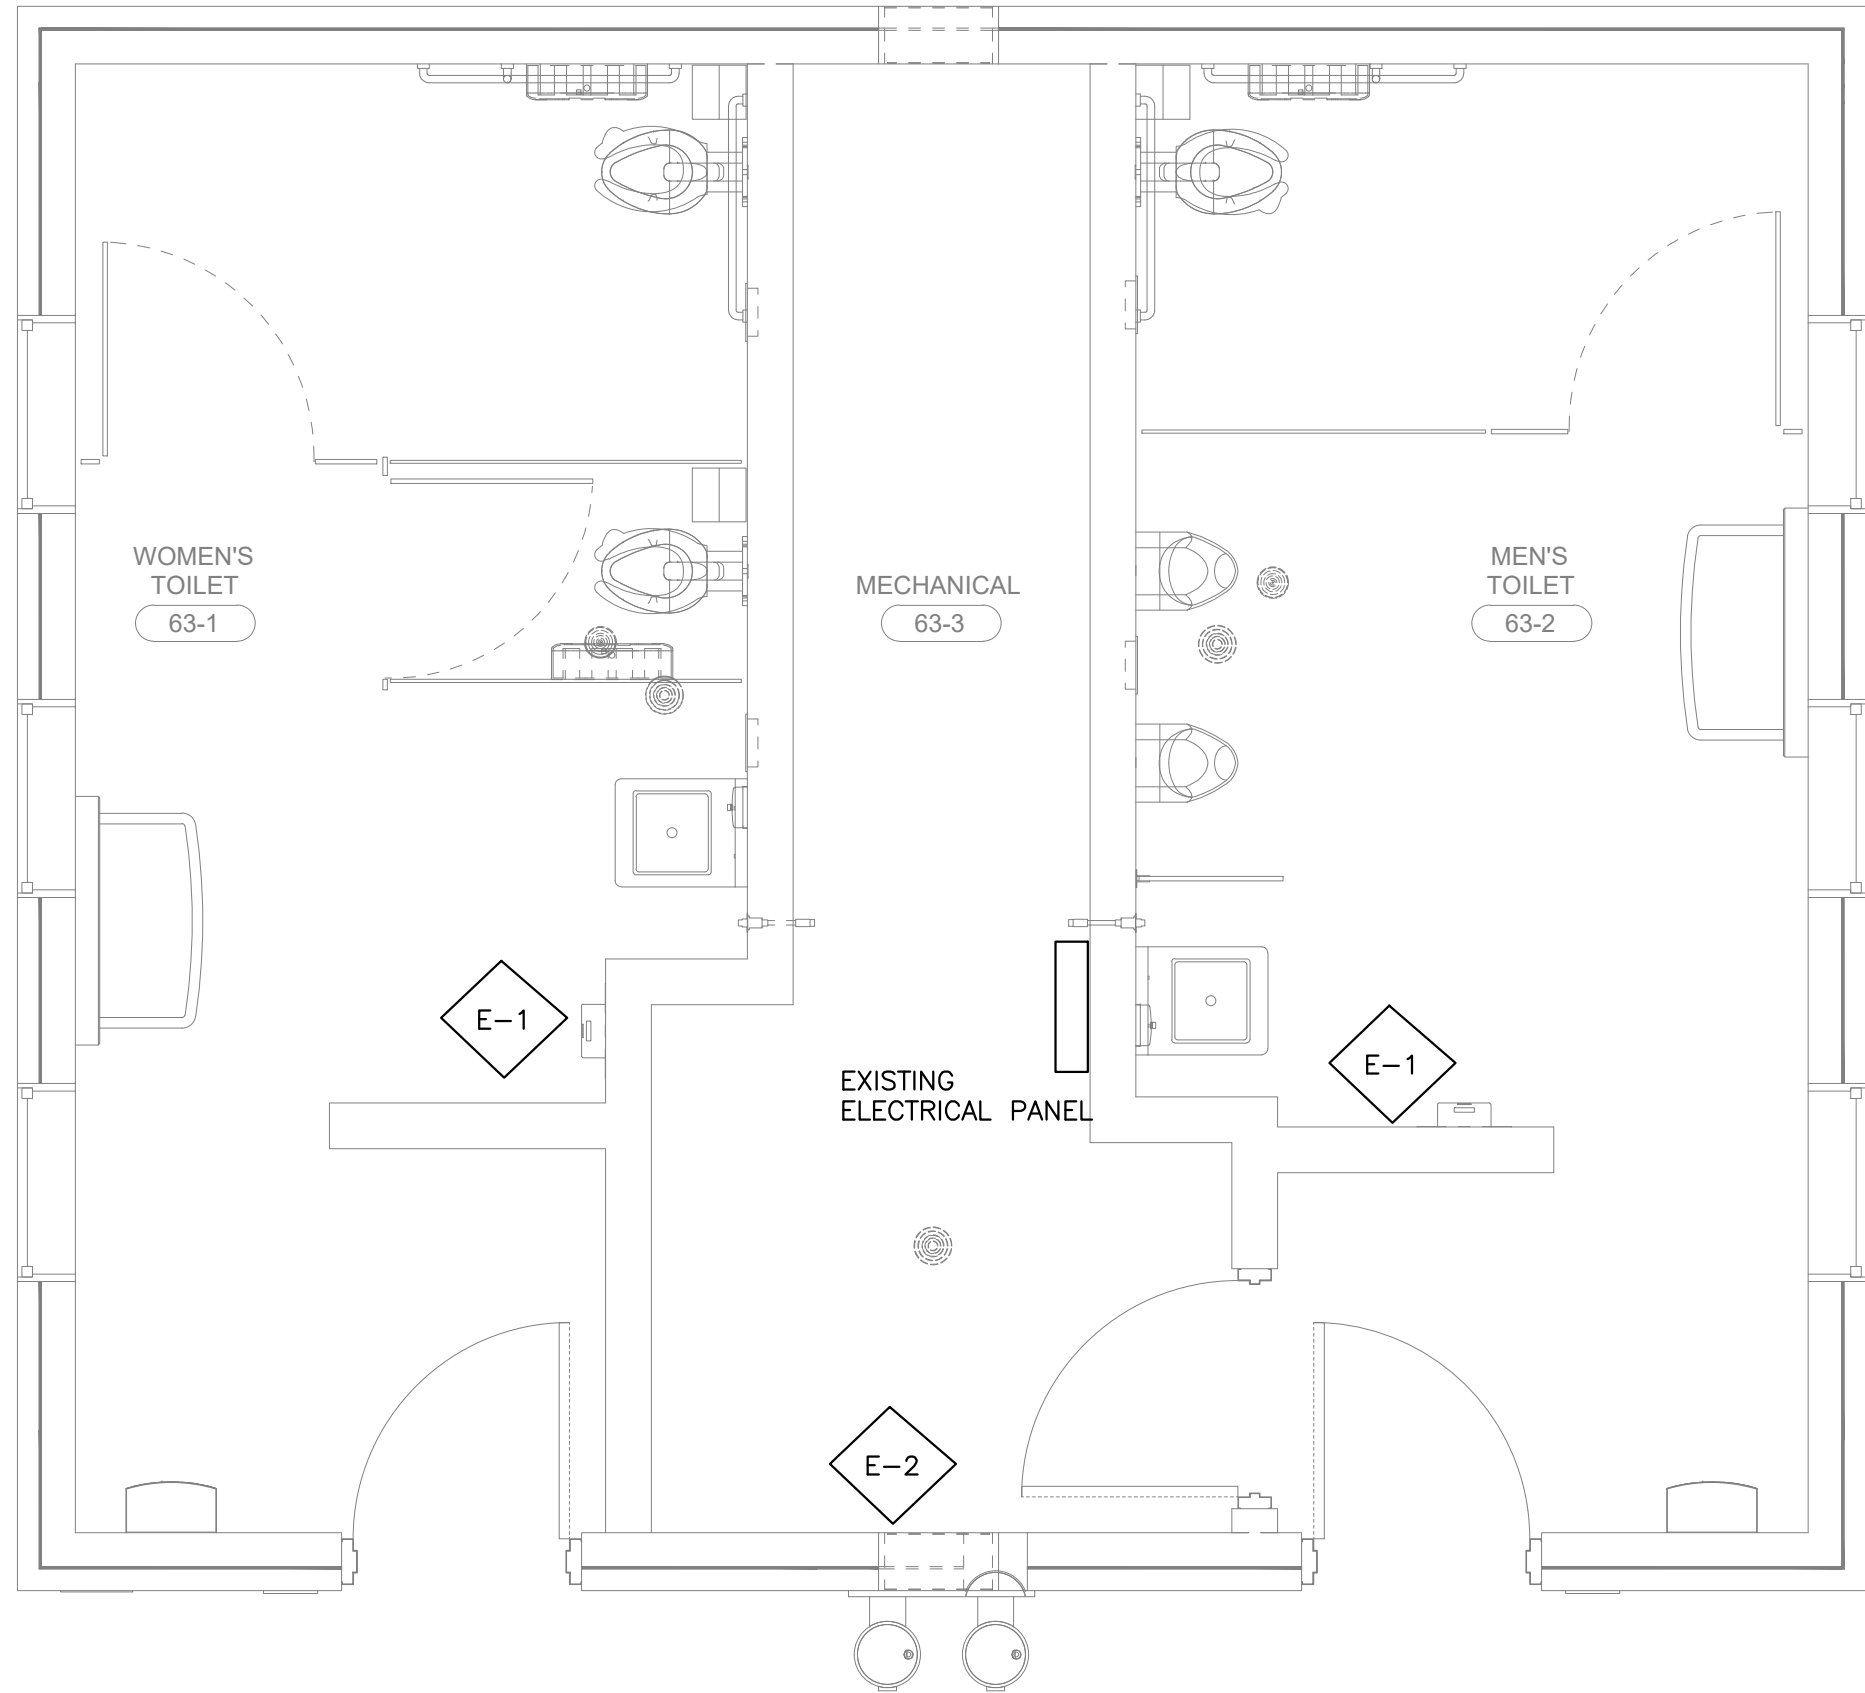 WOMEN'S
TOILET
63-1
MECHANICAL
63-3
MEN'S
TOILET
63-2
E-1
EXISTING
ELECTRICAL PANEL
E-1
E-2